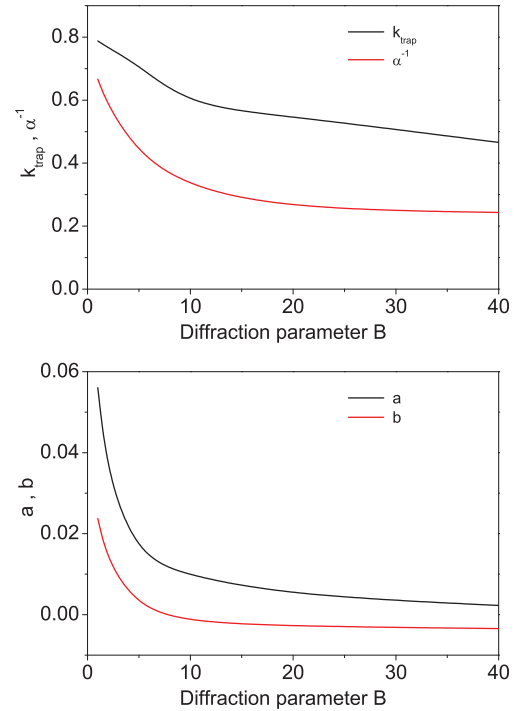 0.8
0.6
0.4
0.2
0.0
k_trap , α^-1
k_trap
α^-1
0 10 20 30 40
Diffraction parameter B
0.06
0.04
0.02
0.00
a , b
a
b
0 10 20 30 40
Diffraction parameter B